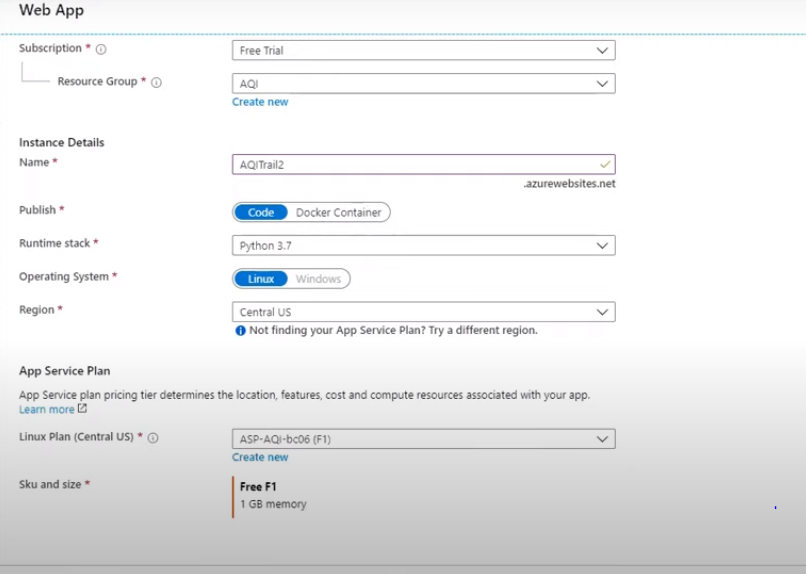 Web App
Subscription *
Free Trial
Resource Group *
AQI
Create new
Instance Details
Name *
AQITrail2
.azurewebsites.net
Publish *
Code Docker Container
Runtime stack *
Python 3.7
Operating System *
Linux Windows
Region *
Central US
Not finding your App Service Plan? Try a different region.
App Service Plan
App Service plan pricing tier determines the location, features, cost and compute resources associated with your app.
Learn more
Linux Plan (Central US) *
ASP-AQI-bc06 (F1)
Create new
Sku and size *
Free F1
1 GB memory